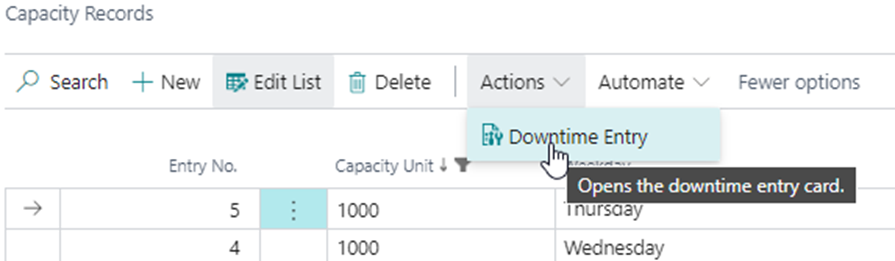 Capacity Records
Search New Edit List Delete Actions Automate Fewer options
Downtime Entry
Entry No. Capacity Unit Weekday
Opens the downtime entry card.
5 1000 Thursday
4 1000 Wednesday